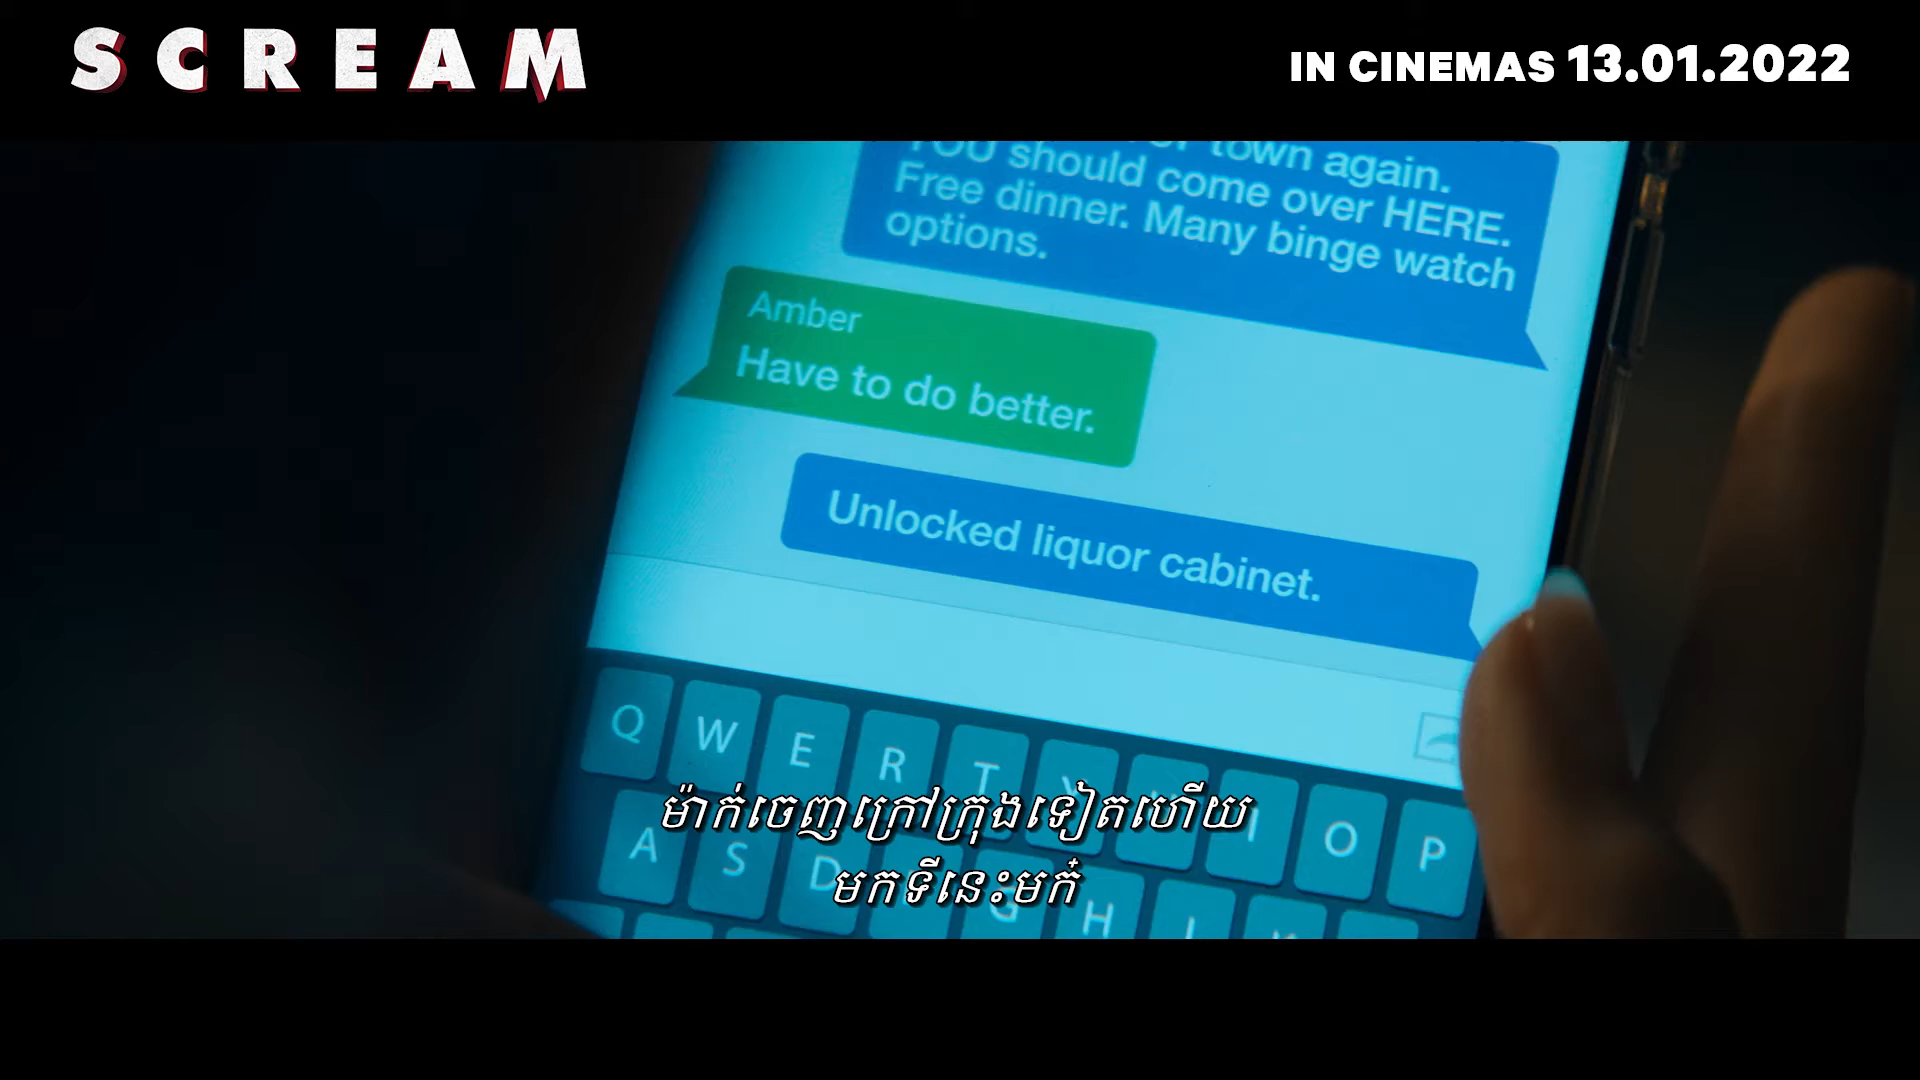 SCREAM
IN CINEMAS 13.01.2022
town again.
YOU should come over HERE.
Free dinner. Many binge watch
options.
Amber
Have to do better.
Unlocked liquor cabinet.
Q W E R T Y I O P
A S D G H
ម៉ាក់ចេញក្រៅក្រុងទៀតហើយ
មកទីនេះមក៎